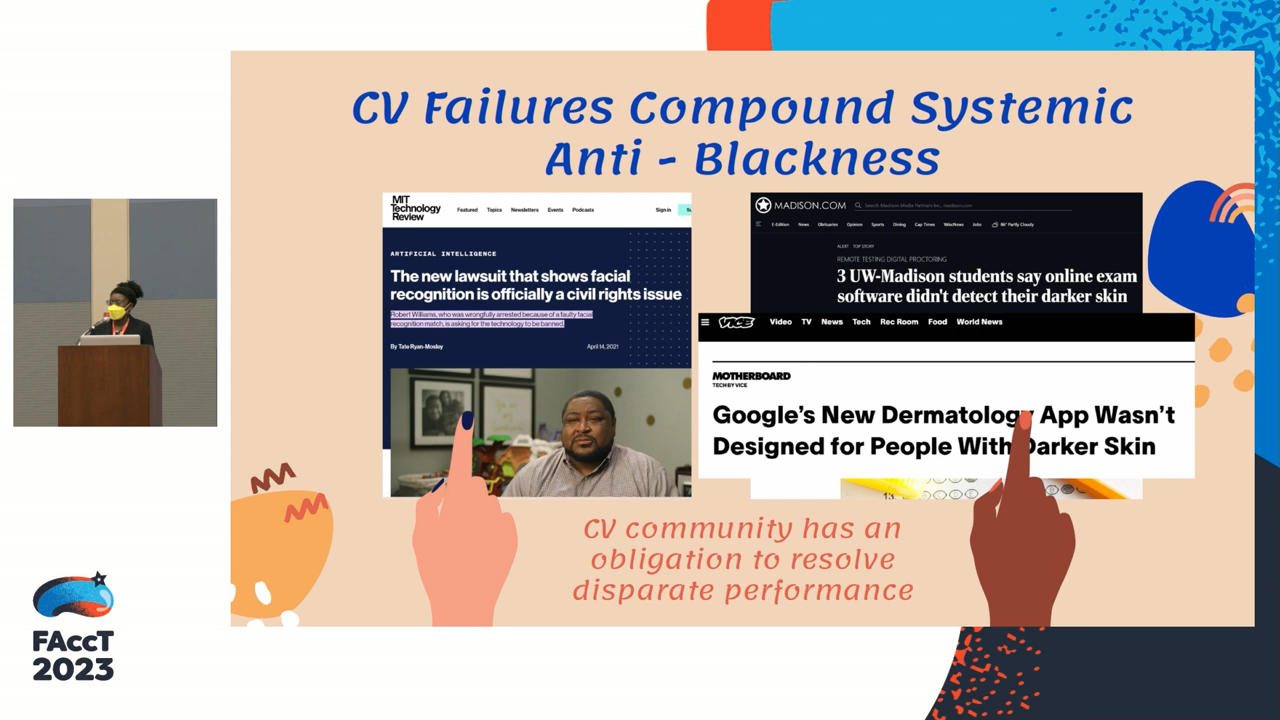 CV Failures Compound Systemic
Anti - Blackness
MIT
Technology
Review
Featured Topics Newsletters Events Podcasts
Sign in
ARTIFICIAL INTELLIGENCE
The new lawsuit that shows facial
recognition is officially a civil rights issue
Robert Williams, who was wrongfully arrested because of a faulty facial
recognition match, is asking for the technology to be banned.
By Tate Ryan-Mosley April 14, 2021
MADISON.COM
Search Madison Media Partners Inc., madison.com
E-Edition News Obituaries Opinion Sports Dining Cap Times WiscNews Jobs 86° Partly Cloudy
ALERT TOP STORY
REMOTE TESTING DIGITAL PROCTORING
3 UW-Madison students say online exam
software didn't detect their darker skin
VICE
Video TV News Tech Rec Room Food World News
MOTHERBOARD
TECH BY VICE
Google's New Dermatology App Wasn't
Designed for People With Darker Skin
13.
CV community has an
obligation to resolve
disparate performance
FAccT
2023